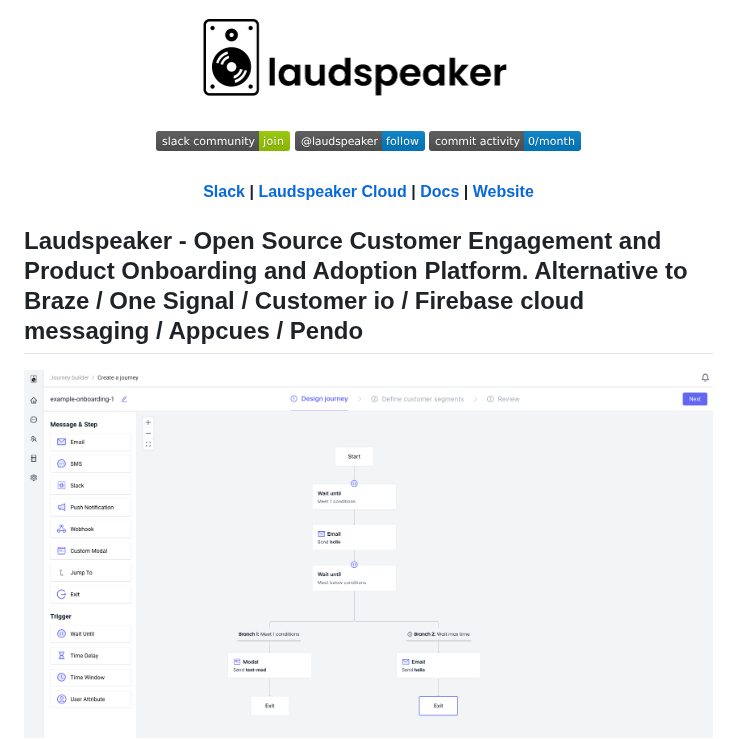 laudspeaker
slack community join @laudspeaker follow commit activity 0/month
Slack | Laudspeaker Cloud | Docs | Website
Laudspeaker - Open Source Customer Engagement and
Product Onboarding and Adoption Platform. Alternative to
Braze / One Signal / Customer io / Firebase cloud
messaging / Appcues / Pendo
Journey builder / Create a journey
example-onboarding-1
1 Design journey
2 Define customer segments
3 Review
Next
Message & Step
Email
SMS
Slack
Push Notification
Webhook
Custom Modal
Jump To
Exit
Trigger
Wait Until
Time Delay
Time Window
User Attribute
Start
Wait until
Meet 1 conditions
Email
Send hello
Wait until
Meet below conditions
Branch 1: Meet 1 conditions
Branch 2: Wait max time
Modal
Send test-mod
Email
Send hello
Exit
Exit